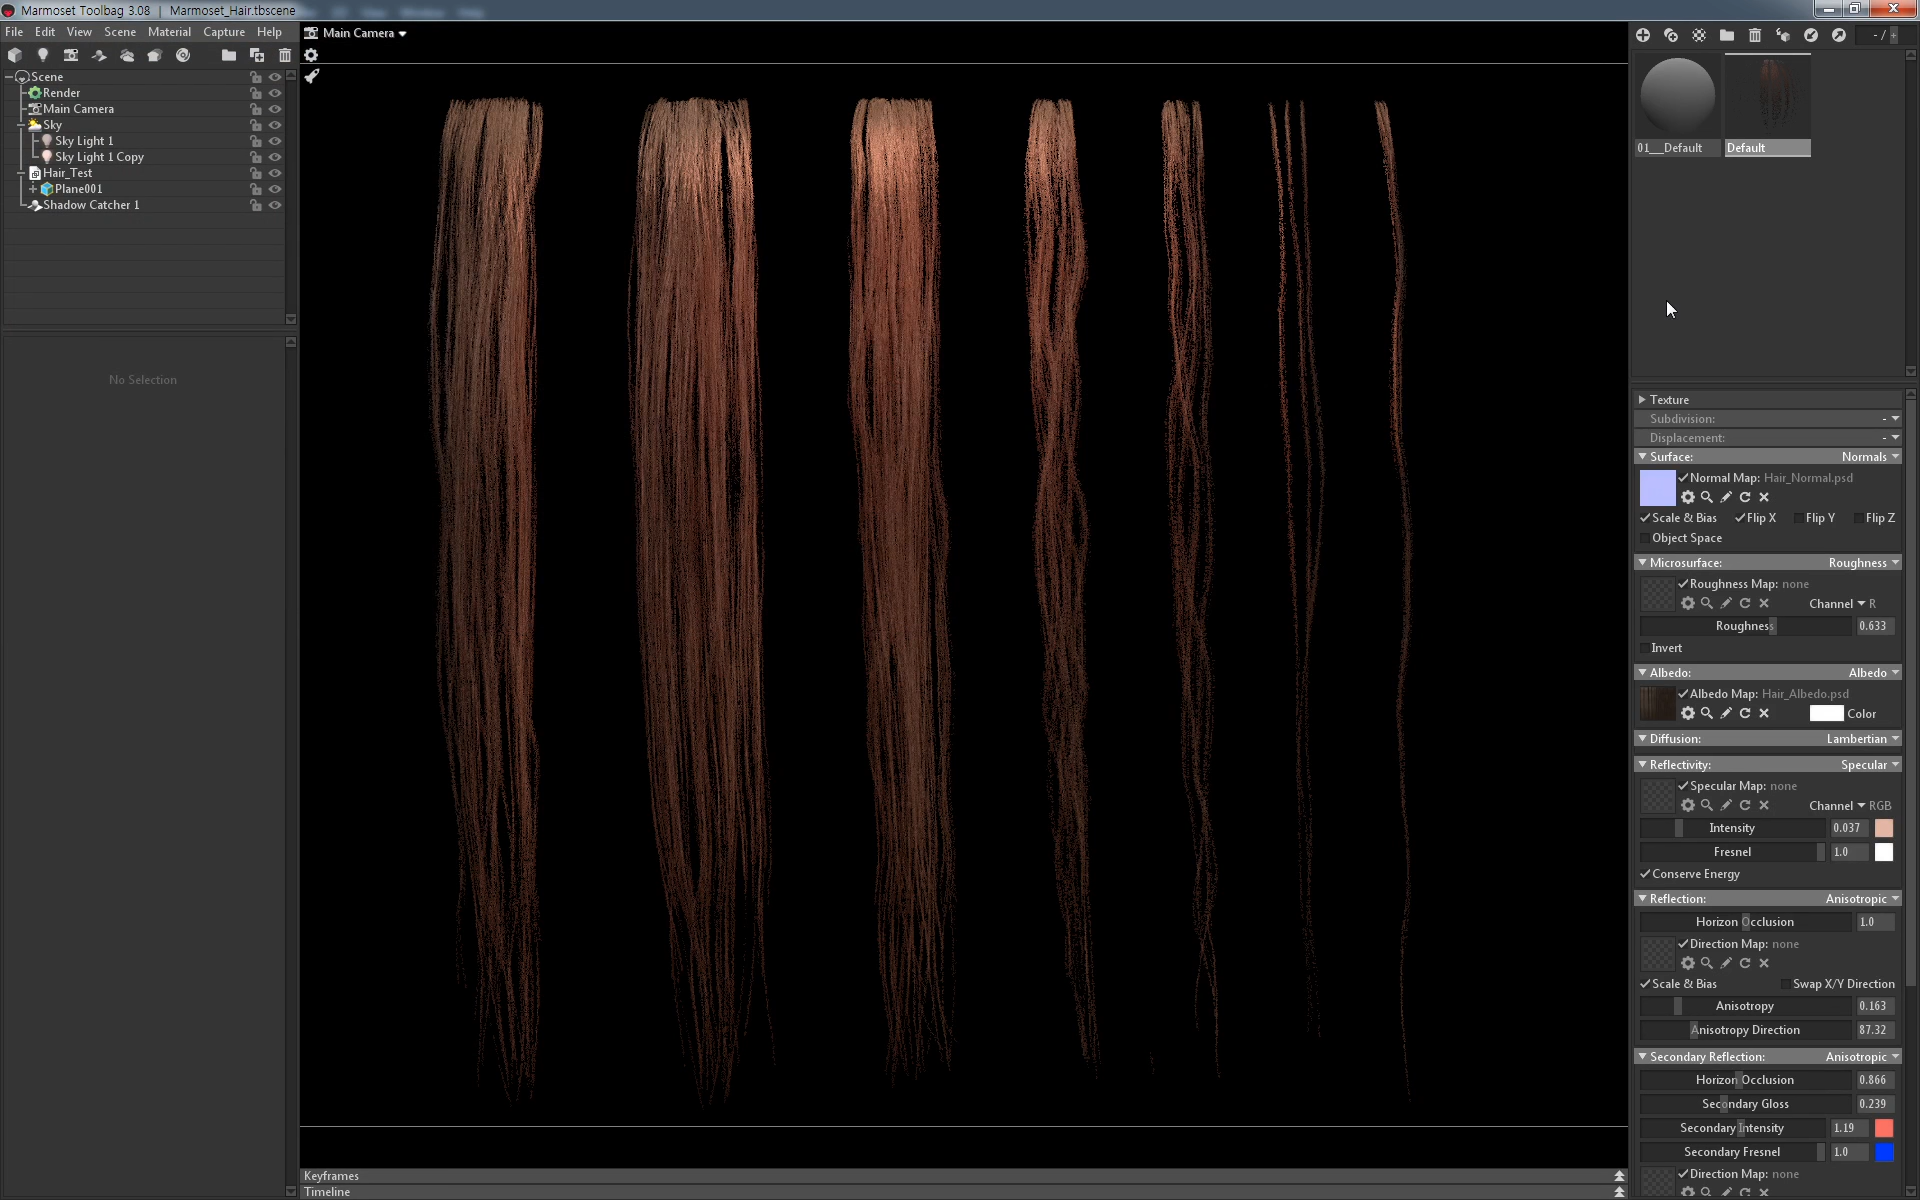 Marmoset Toolbag 3.08 | Marmoset_Hair.tbscene
File Edit View Scene Material Capture Help
Main Camera
- / +
Scene
Render
Main Camera
Sky
Sky Light 1
Sky Light 1 Copy
Hair_Test
Plane001
Shadow Catcher 1
No Selection
01__Default
Default
Texture
Subdivision: -
Displacement: -
Surface: Normals
Normal Map: Hair_Normal.psd
Scale & Bias Flip X Flip Y Flip Z
Object Space
Microsurface: Roughness
Roughness Map: none
Channel R
Roughness 0.633
Invert
Albedo: Albedo
Albedo Map: Hair_Albedo.psd
Color
Diffusion: Lambertian
Reflectivity: Specular
Specular Map: none
Channel RGB
Intensity 0.037
Fresnel 1.0
Conserve Energy
Reflection: Anisotropic
Horizon Occlusion 1.0
Direction Map: none
Scale & Bias Swap X/Y Direction
Anisotropy 0.163
Anisotropy Direction 87.32
Secondary Reflection: Anisotropic
Horizon Occlusion 0.866
Secondary Gloss 0.239
Secondary Intensity 1.19
Secondary Fresnel 1.0
Direction Map: none
Keyframes
Timeline